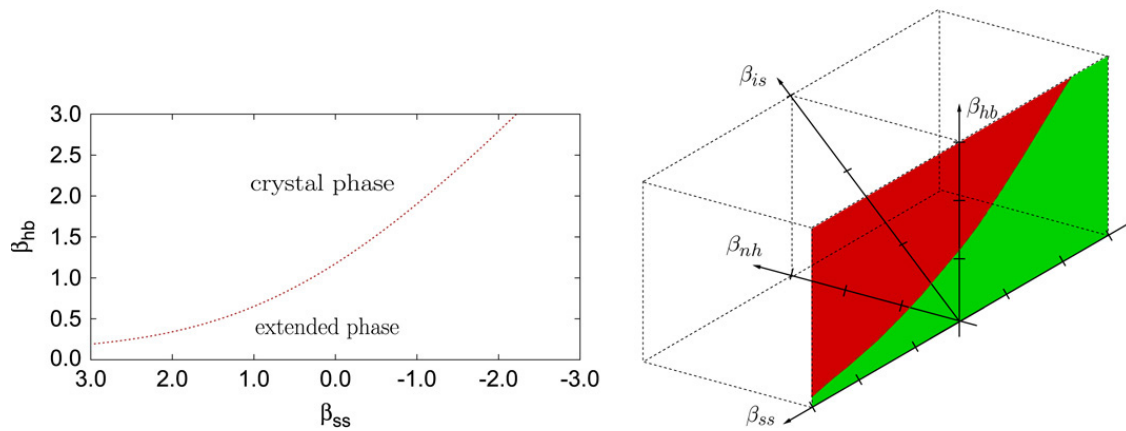 3.0
2.5
2.0
1.5
1.0
0.5
0.0
β_hb
crystal phase
extended phase
3.0 2.0 1.0 0.0 -1.0 -2.0 -3.0
β_ss
β_is
β_hb
β_nh
β_ss